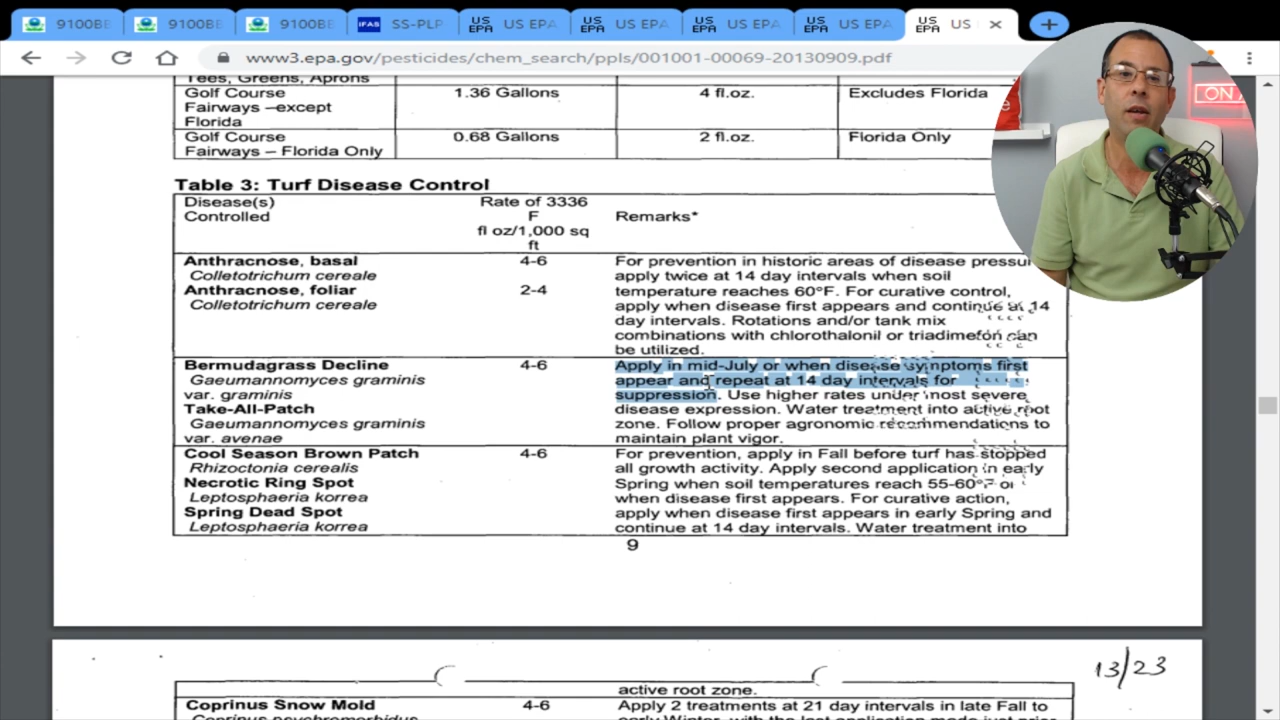 9100BE
9100BE
9100BE
IFAS SS-PLP
US EPA US EPA
US EPA US EPA
US EPA US EPA
US EPA US EPA
US EPA US
www3.epa.gov/pesticides/chem_search/ppls/001001-00069-20130909.pdf
ON A
Tees, Greens, Aprons
Golf Course 1.36 Gallons 4 fl.oz. Excludes Florida
Fairways –except
Florida
Golf Course 0.68 Gallons 2 fl.oz. Florida Only
Fairways – Florida Only
Table 3: Turf Disease Control
Disease(s) Rate of 3336
Controlled F Remarks*
fl oz/1,000 sq
ft
Anthracnose, basal 4-6 For prevention in historic areas of disease
Colletotrichum cereale apply twice at 14 day intervals when soil
Anthracnose, foliar 2-4 temperature reaches 60°F. For curative control,
Colletotrichum cereale apply when disease first appears and continue at 14
day intervals. Rotations and/or tank mix
combinations with chlorothalonil or triadimefon can
be utilized.
Bermudagrass Decline 4-6 Apply in mid-July or when disease symptoms first
Gaeumannomyces graminis appear and repeat at 14 day intervals for
var. graminis suppression. Use higher rates under most severe
Take-All-Patch disease expression. Water treatment into active root
Gaeumannomyces graminis zone. Follow proper agronomic recommendations to
var. avenae maintain plant vigor.
Cool Season Brown Patch 4-6 For prevention, apply in Fall before turf has stopped
Rhizoctonia cerealis all growth activity. Apply second application in early
Necrotic Ring Spot Spring when soil temperatures reach 55-60°F or
Leptosphaeria korrea when disease first appears. For curative action,
Spring Dead Spot apply when disease first appears in early Spring and
Leptosphaeria korrea continue at 14 day intervals. Water treatment into
9
13/23
active root zone.
Coprinus Snow Mold 4-6 Apply 2 treatments at 21 day intervals in late Fall to